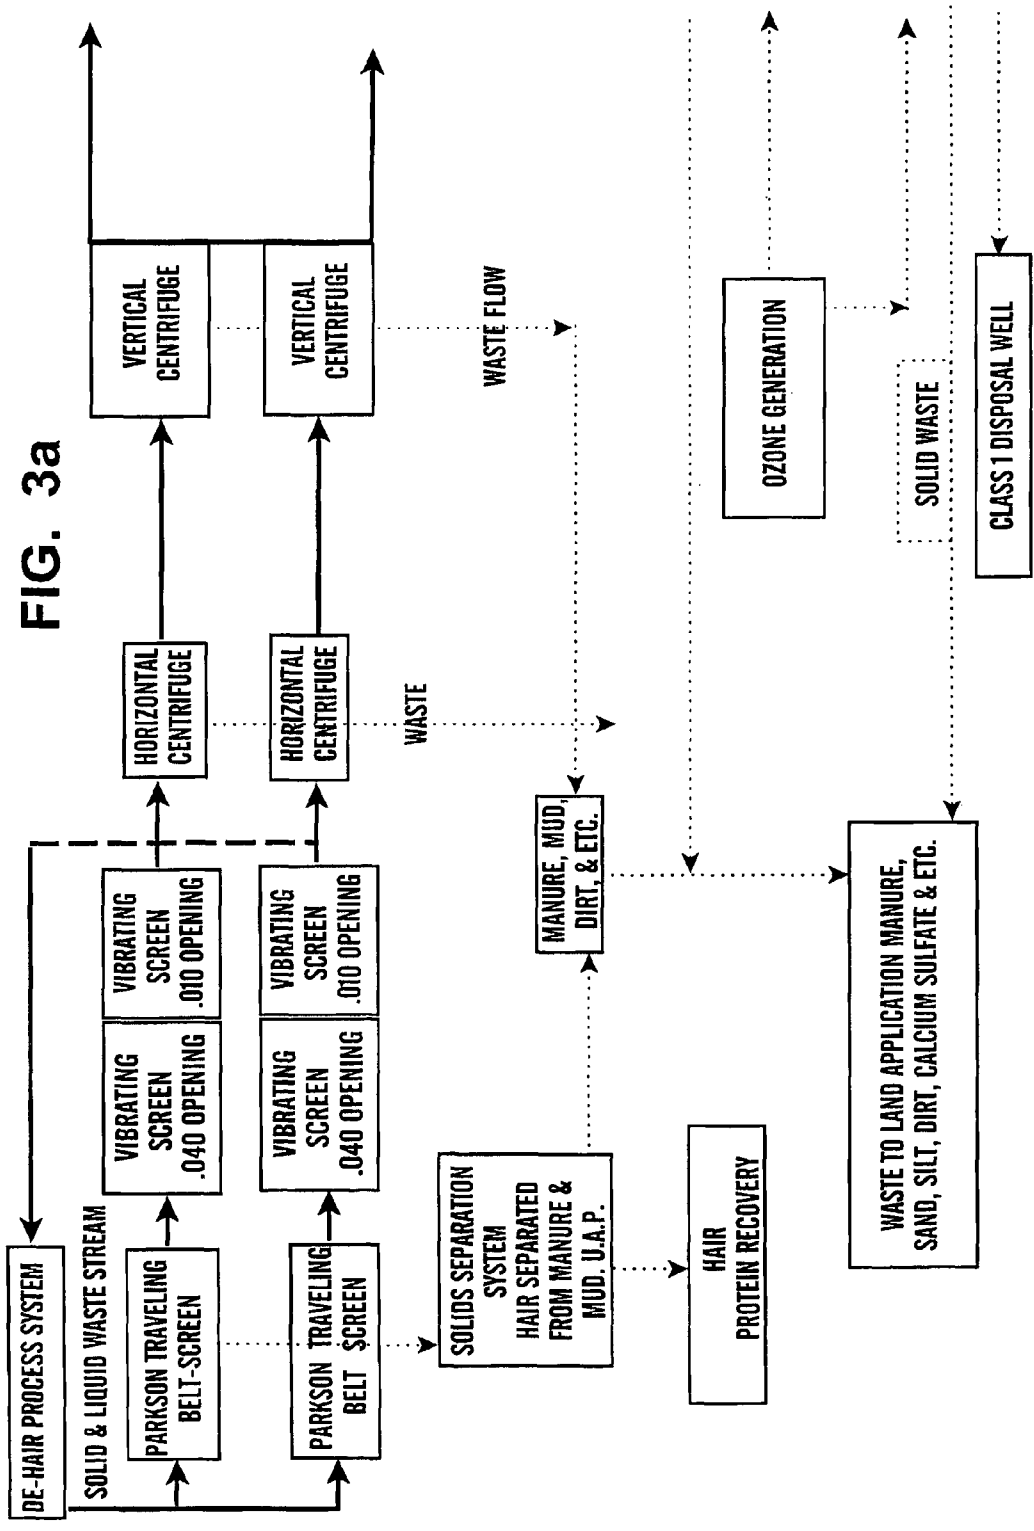 FIG. 3a
DE-HAIR PROCESS SYSTEM
SOLID & LIQUID WASTE STREAM
PARKSON TRAVELING
BELT-SCREEN
VIBRATING
SCREEN
.040 OPENING
VIBRATING
SCREEN
.010 OPENING
HORIZONTAL
CENTRIFUGE
VERTICAL
CENTRIFUGE
PARKSON TRAVELING
BELT SCREEN
VIBRATING
SCREEN
.040 OPENING
VIBRATING
SCREEN
.010 OPENING
HORIZONTAL
CENTRIFUGE
VERTICAL
CENTRIFUGE
WASTE
WASTE FLOW
SOLIDS SEPARATION
SYSTEM
HAIR SEPARATED
FROM MANURE &
MUD. U.A.P.
MANURE, MUD,
DIRT, & ETC.
HAIR
PROTEIN RECOVERY
OZONE GENERATION
WASTE TO LAND APPLICATION MANURE,
SAND, SILT, DIRT, CALCIUM SULFATE & ETC.
SOLID WASTE
CLASS 1 DISPOSAL WELL